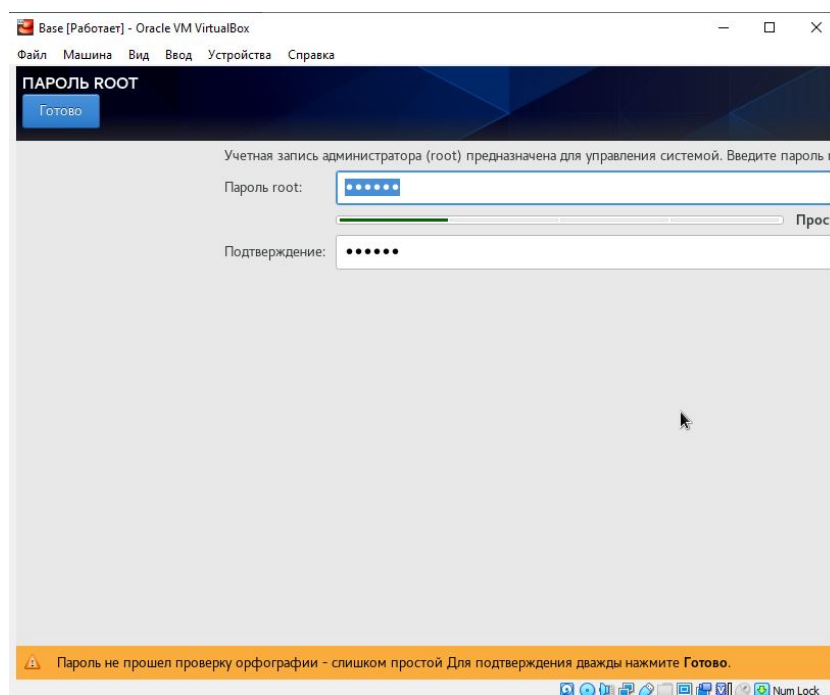 Base [Работает] - Oracle VM VirtualBox
Файл Машина Вид Ввод Устройства Справка
ПАРОЛЬ ROOT
Готово
Учетная запись администратора (root) предназначена для управления системой. Введите пароль
Пароль root:
Прос
Подтверждение:
Пароль не прошел проверку орфографии - слишком простой Для подтверждения дважды нажмите Готово.
Num Lock